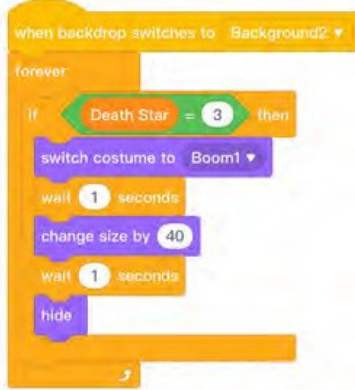 when backdrop switches to Background2
forever
if Death Star = 3 then
switch costume to Boom1
wait 1 seconds
change size by 40
wait 1 seconds
hide